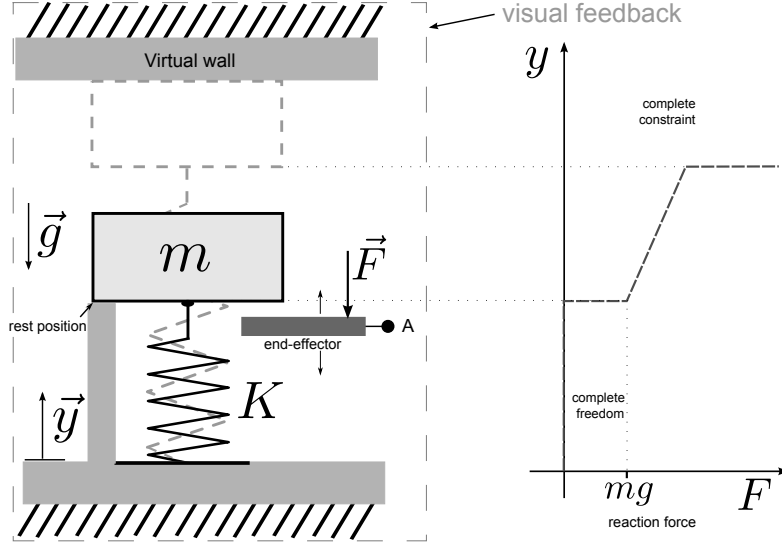 visual feedback
Virtual wall
y
complete
constraint
g⃗
m
F⃗
rest position
A
end-effector
K
y⃗
complete
freedom
mg
F
reaction force